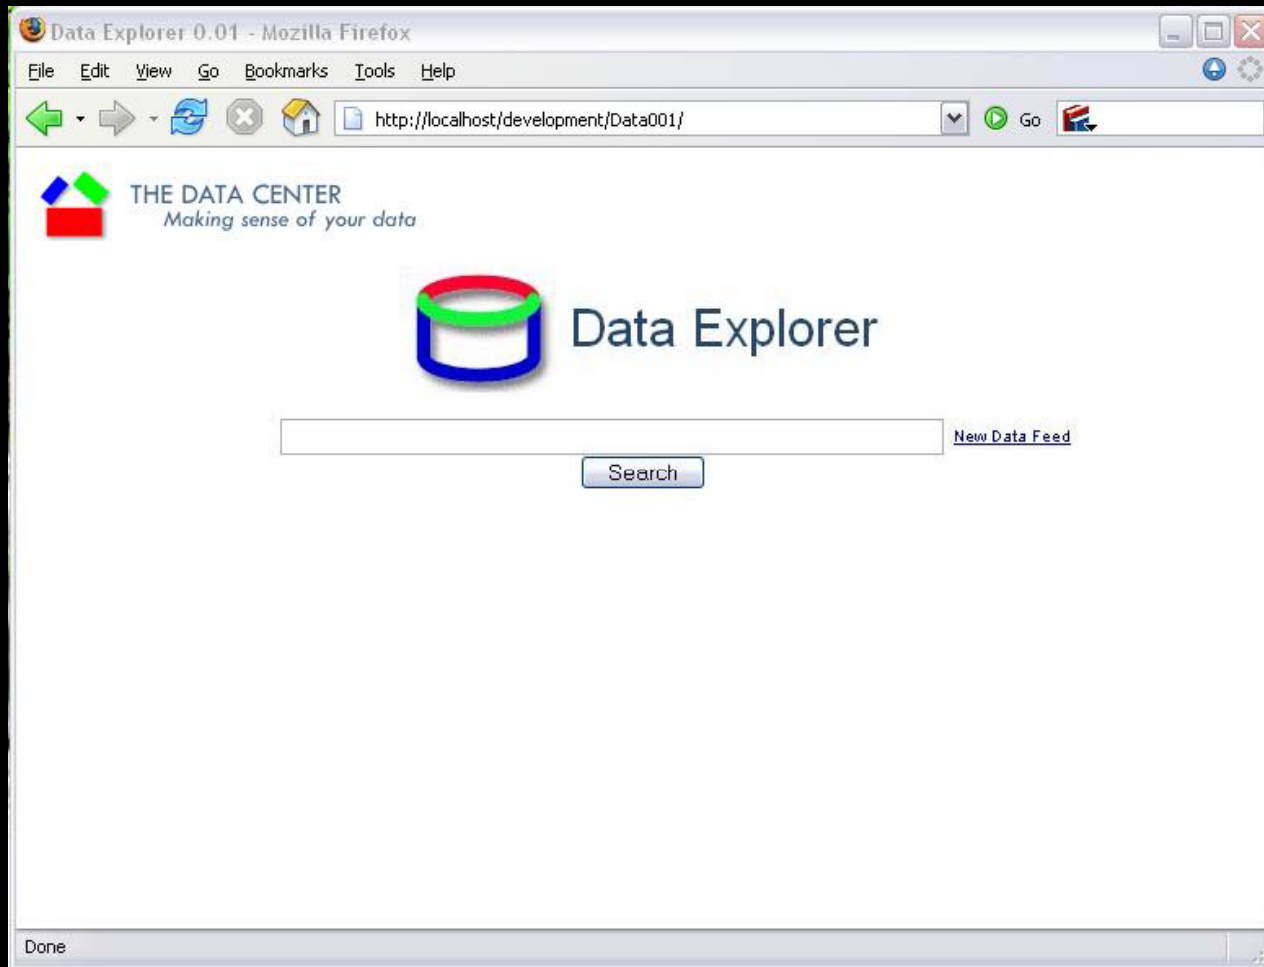 Data Explorer 0.01 - Mozilla Firefox
File Edit View Go Bookmarks Tools Help
http://localhost/development/Data001/ Go
THE DATA CENTER
Making sense of your data
Data Explorer
New Data Feed
Search
Done